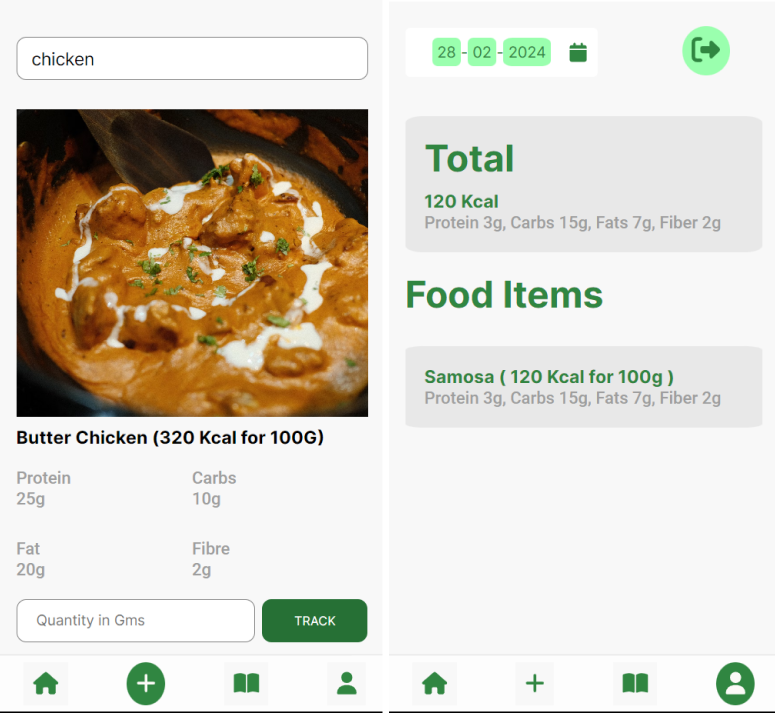 chicken
Butter Chicken (320 Kcal for 100G)
Protein
25g
Carbs
10g
Fat
20g
Fibre
2g
Quantity in Gms
TRACK
28-02-2024
Total
120 Kcal
Protein 3g, Carbs 15g, Fats 7g, Fiber 2g
Food Items
Samosa ( 120 Kcal for 100g )
Protein 3g, Carbs 15g, Fats 7g, Fiber 2g